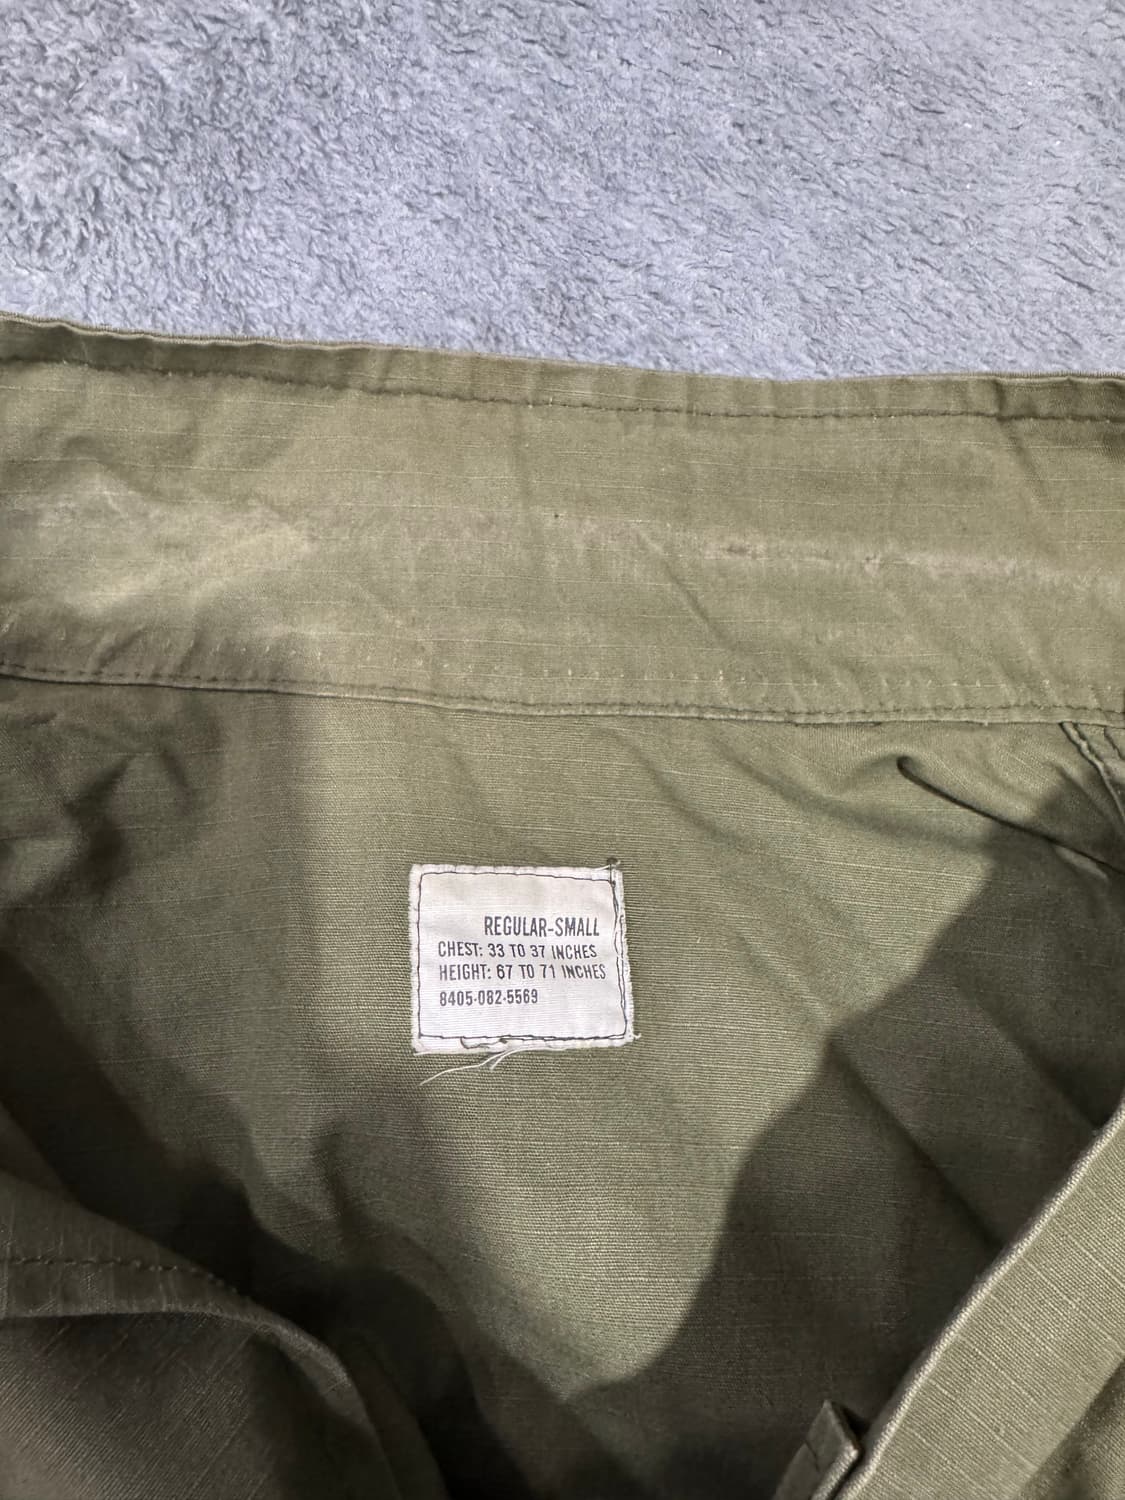 REGULAR-SMALL
CHEST: 33 TO 37 INCHES
HEIGHT: 67 TO 71 INCHES
8405-082-5569